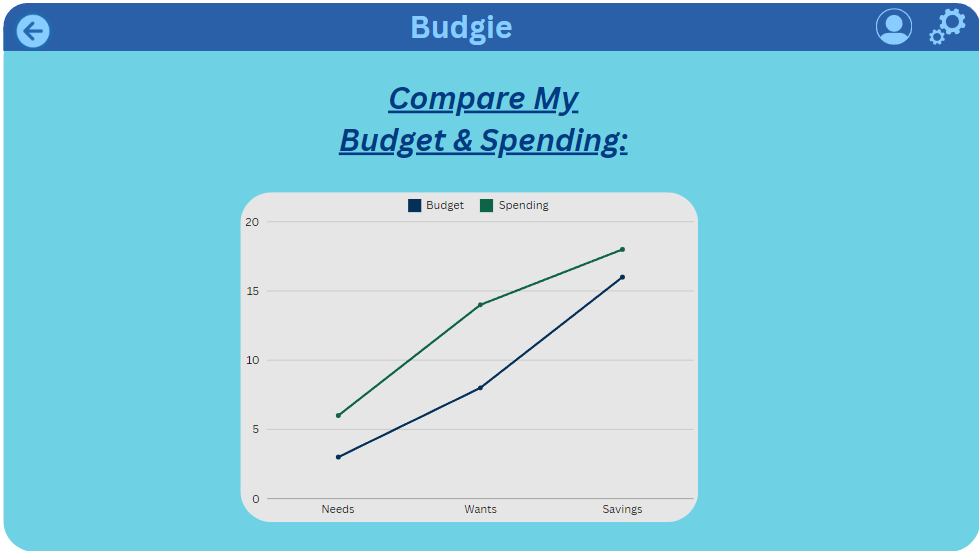 Budgie
Compare My
Budget & Spending:
Budget Spending
20
15
10
5
0
Needs Wants Savings